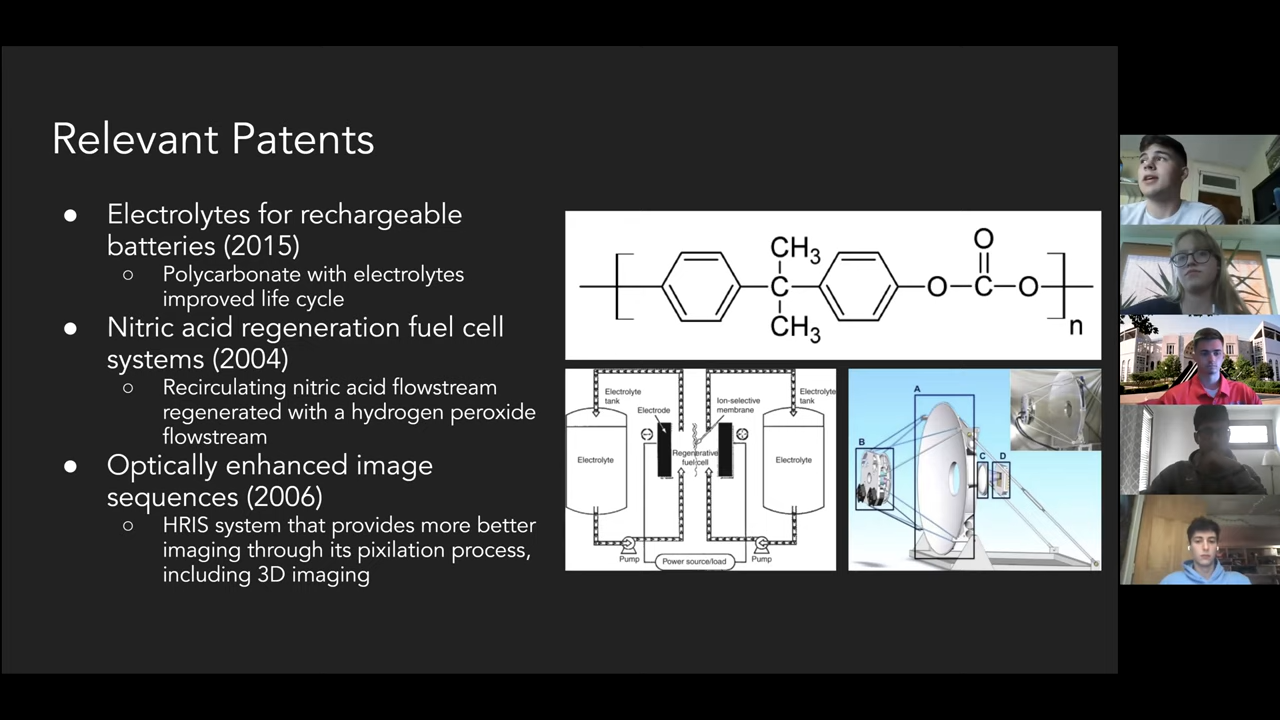 Relevant Patents
● Electrolytes for rechargeable
batteries (2015)
○ Polycarbonate with electrolytes
improved life cycle
● Nitric acid regeneration fuel cell
systems (2004)
○ Recirculating nitric acid flowstream
regenerated with a hydrogen peroxide
flowstream
● Optically enhanced image
sequences (2006)
○ HRIS system that provides more better
imaging through its pixilation process,
including 3D imaging
CH3
O
C
O
C
O
CH3
n
Electrolyte
tank
Electrode
Ion-selective
membrane
Electrolyte
tank
Electrolyte
Regenerative
fuel cell
Electrolyte
Pump
Power source/load
Pump
A
B
C
D